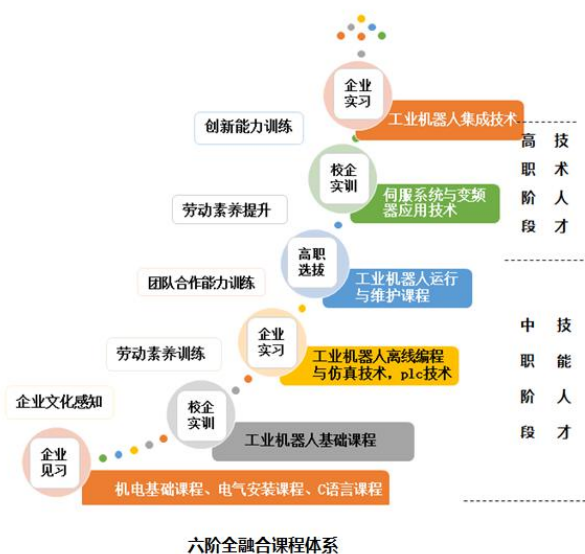 企业
实习
工业机器人集成技术
创新能力训练
校企
实训
伺服系统与变频
器应用技术
高 技
职 术
阶 人
段 才
劳动素养提升
高职
选拔
工业机器人运行
与维护课程
团队合作能力训练
企业
实习
工业机器人高线编程
与仿真技术，plc技术
中 技
职 能
阶 人
段 才
劳动素养训练
校企
实训
工业机器人基础课程
企业文化感知
企业
见习
机电基础课程、电气安装课程、C语言课程
六阶全融合课程体系